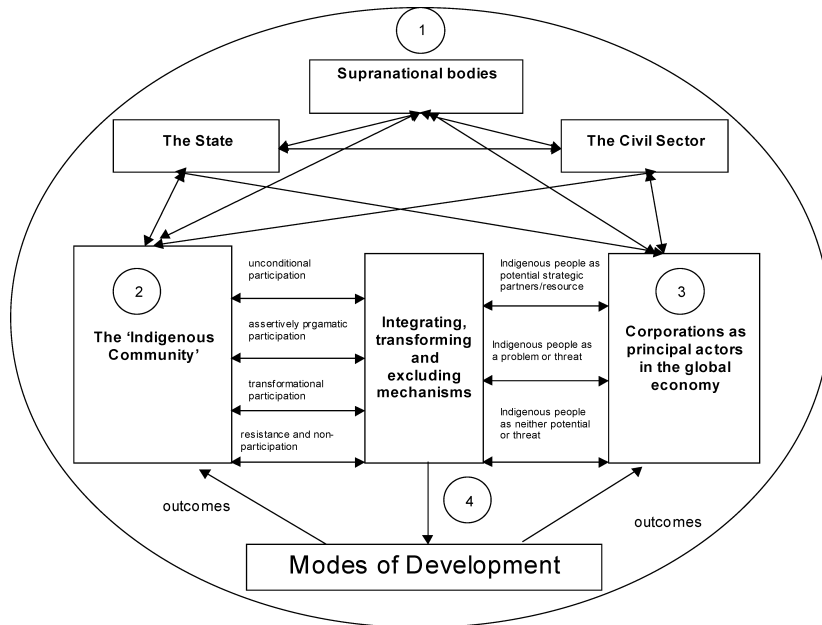 1
Supranational bodies
The State
The Civil Sector
2
The ‘Indigenous
Community’
unconditional
participation
assertively prgamatic
participation
transformational
participation
resistance and non-
participation
Integrating,
transforming
and
excluding
mechanisms
Indigenous people as
potential strategic
partners/resource
Indigenous people as
a problem or threat
Indigenous people
as neither potential
or threat
3
Corporations as
principal actors
in the global
economy
4
outcomes
outcomes
Modes of Development